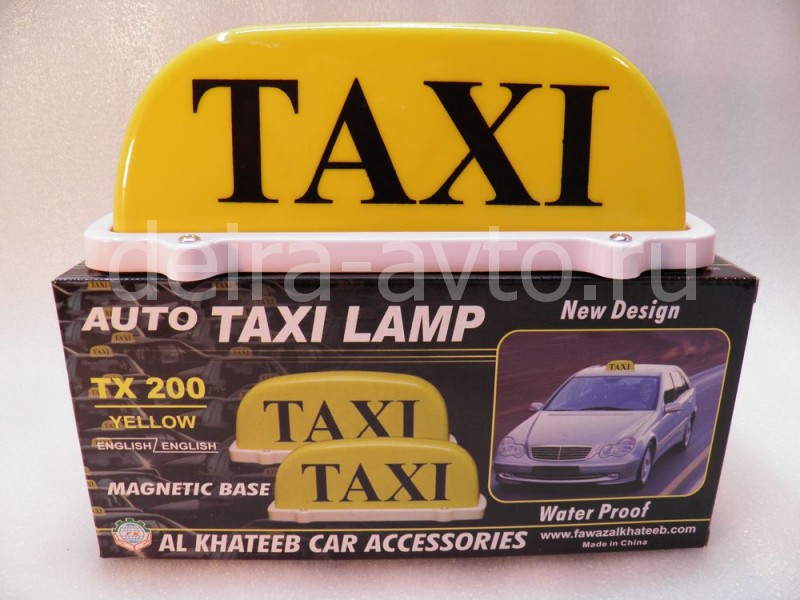 TAXI
deira-avto.ru
AUTO TAXI LAMP
New Design
TAXI
TX 200
YELLOW
ENGLISH/ENGLISH
TAXI
TAXI
MAGNETIC BASE
Water Proof
AL KHATEEB CAR ACCESSORIES
www.fawazalkhateeb.com
Made in China